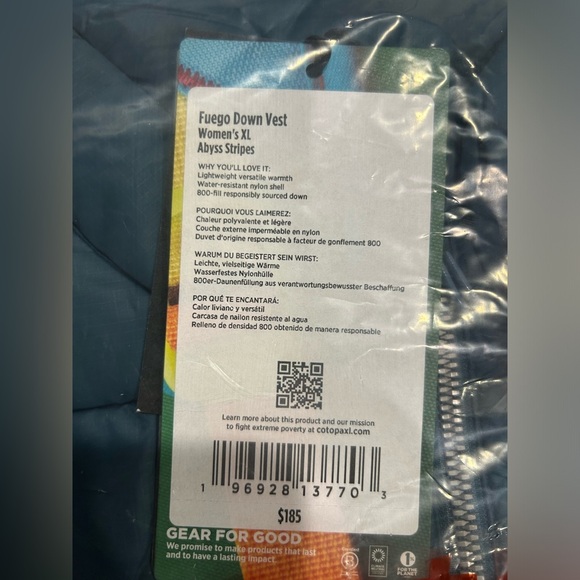 Fuego Down Vest
Women's XL
Abyss Stripes
WHY YOU'LL LOVE IT:
Lightweight versatile warmth
Water-resistant nylon shell
800-fill responsibly sourced down
POURQUOI VOUS LAIMEREZ:
Chaleur polyvalente et légère
Couche externe imperméable en nylon
Duvet d'origine responsable à facteur de gonflement 800
WARUM DU BEGEISTERT SEIN WIRST:
Leichte, vielseitige Wärme
Wasserfestes Nylonhülle
800er-Daunenfüllung aus verantwortungsbewusster Beschaffung
POR QUÉ TE ENCANTARÁ:
Calor liviano y versátil
Carcasa de nailon resistente al agua
Relleno de densidad 800 obtenido de manera responsable
Learn more about this product and our mission
to fight extreme poverty at cotopaxi.com
1 96928 13770 3
$185
GEAR FOR GOOD
We promise to make products that last
and to have a lasting impact.
B
1%
FOR THE
PLANET